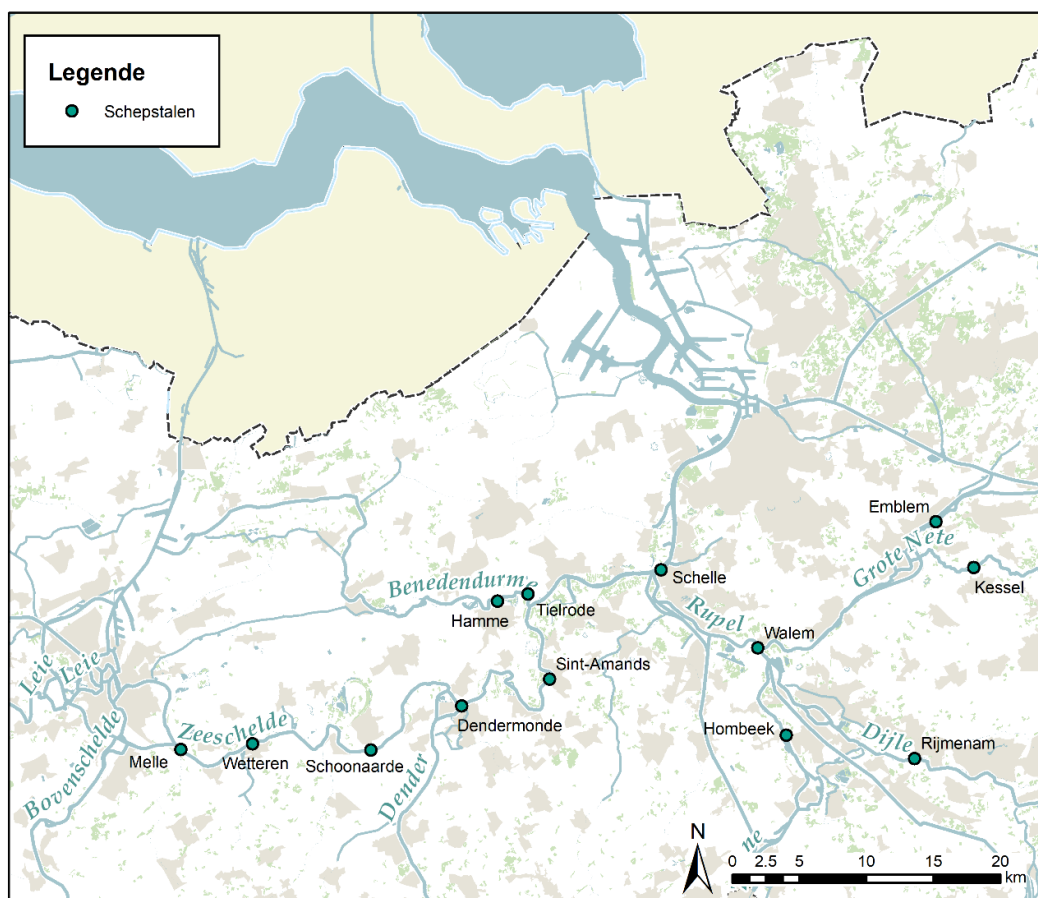 Legende
Schepstalen
Emblem
Grote Nete
Kessel
Schelle
Benedendurme
Tielrode
Hamme
Rupel
Walem
Sint-Amands
Leie
Leie
Dendermonde
Zeeschelde
Hombeek
Dijle
Rijmenam
Melle
Wetteren
Schoonaarde
Bovenschelde
Dender
ne
N
0 2.5 5 10 15 20
km